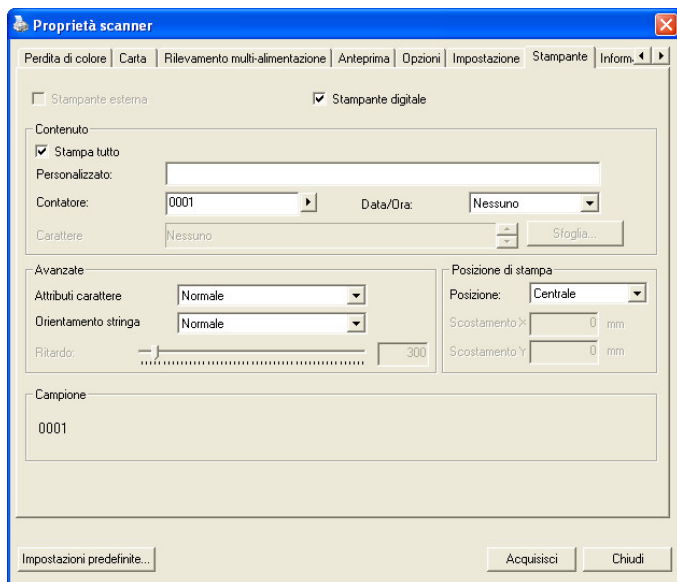 Proprietà scanner
Perdita di colore Carta Rilevamento multi-alimentazione Anteprima Opzioni Impostazione Stampante Inform
Stampante esterna Stampante digitale
Contenuto
Stampa tutto
Personalizzato:
Contatore: 0001 Data/Ora: Nessuno
Carattere Nessuno Sfoglia...
Avanzate Posizione di stampa
Attributi carattere Normale Posizione: Centrale
Orientamento stringa Normale Scostamento X 0 mm
Ritardo: 300 Scostamento Y 0 mm
Campione
0001
Impostazioni predefinite... Acquisisci Chiudi